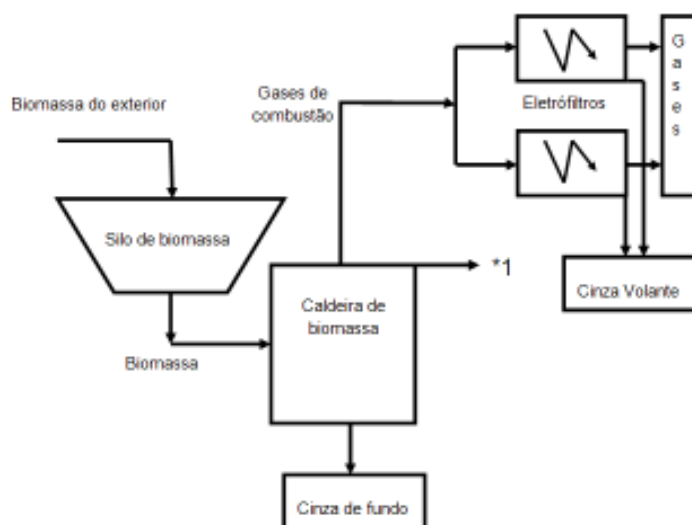 Biomassa do exterior
Silo de biomassa
Biomassa
Gases de
combustão
Caldeira de
biomassa
*1
Cinza de fundo
Eletrófiltros
Gases
Cinza Volante